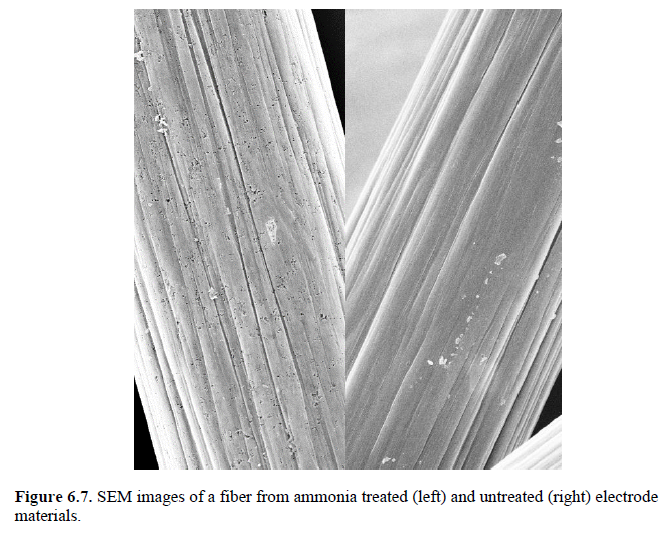 Figure 6.7. SEM images of a fiber from ammonia treated (left) and untreated (right) electrode
materials.